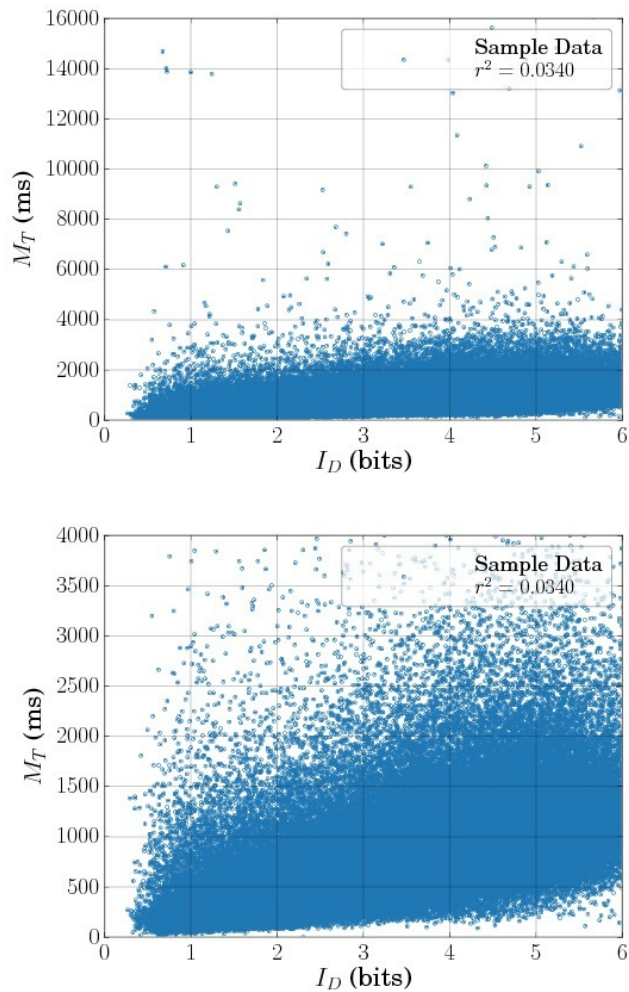 16000
14000
12000
10000
8000
6000
4000
2000
0
M_T (ms)
Sample Data
r² = 0.0340
0 1 2 3 4 5 6
I_D (bits)
4000
3500
3000
2500
2000
1500
1000
500
0
M_T (ms)
Sample Data
r² = 0.0340
0 1 2 3 4 5 6
I_D (bits)